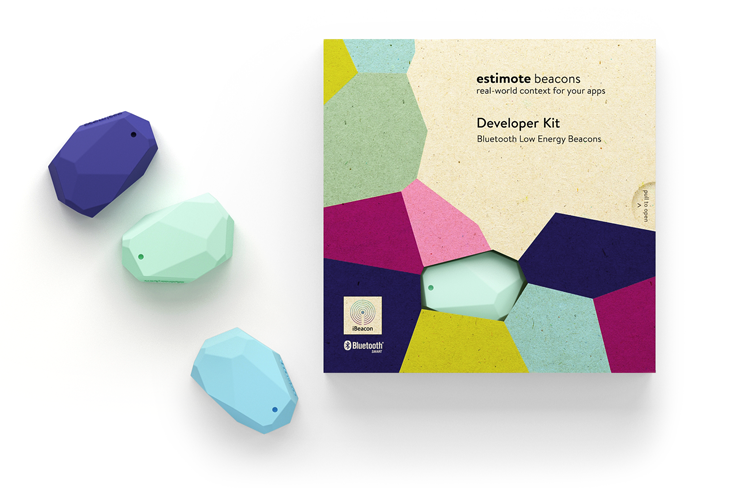 estimote beacons
real-world context for your apps
Developer Kit
Bluetooth Low Energy Beacons
pull to open
>
iBeacon
Bluetooth
SMART